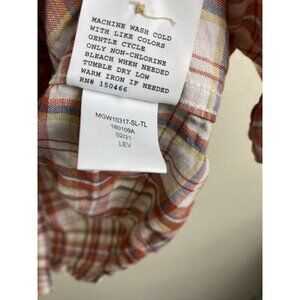 MACHINE WASH COLD
WITH LIKE COLORS
GENTLE CYCLE
ONLY NON-CHLORINE
BLEACH WHEN NEEDED
TUMBLE DRY LOW
WARM IRON IF NEEDED
RN# 150466
MGW10317-SL-TL
180109A
02/21
LEV